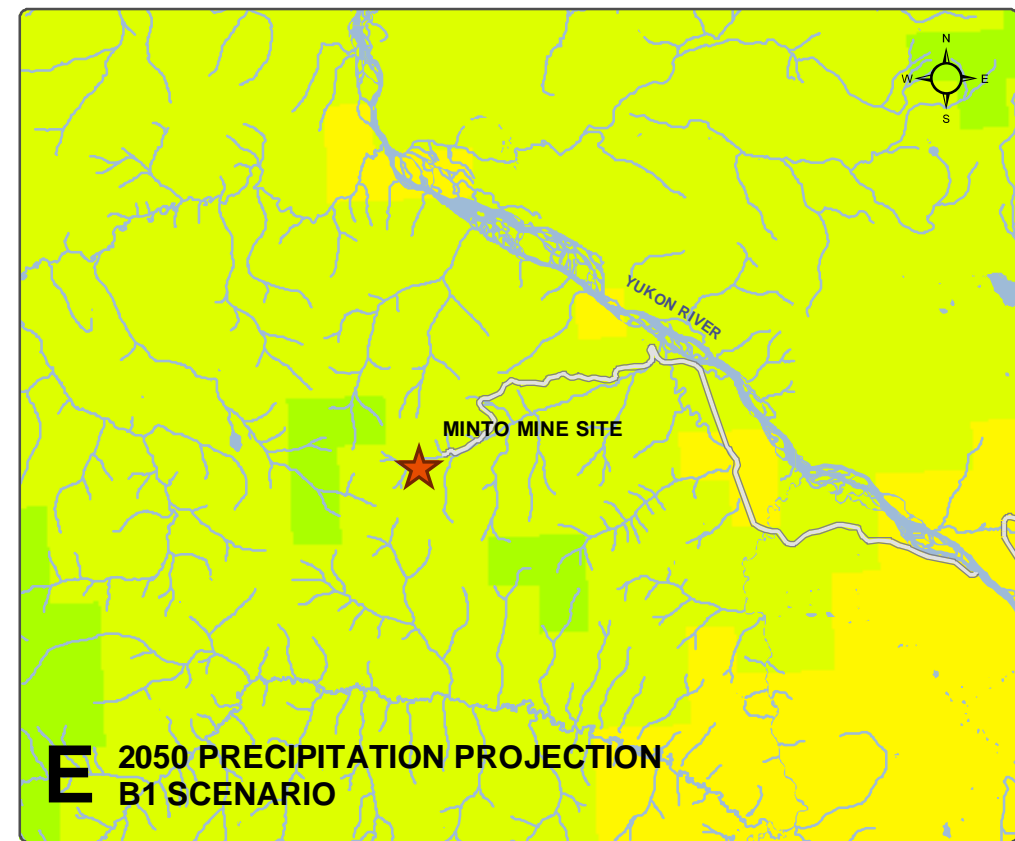 N
W E
S
YUKON RIVER
MINTO MINE SITE
E 2050 PRECIPITATION PROJECTION
B1 SCENARIO